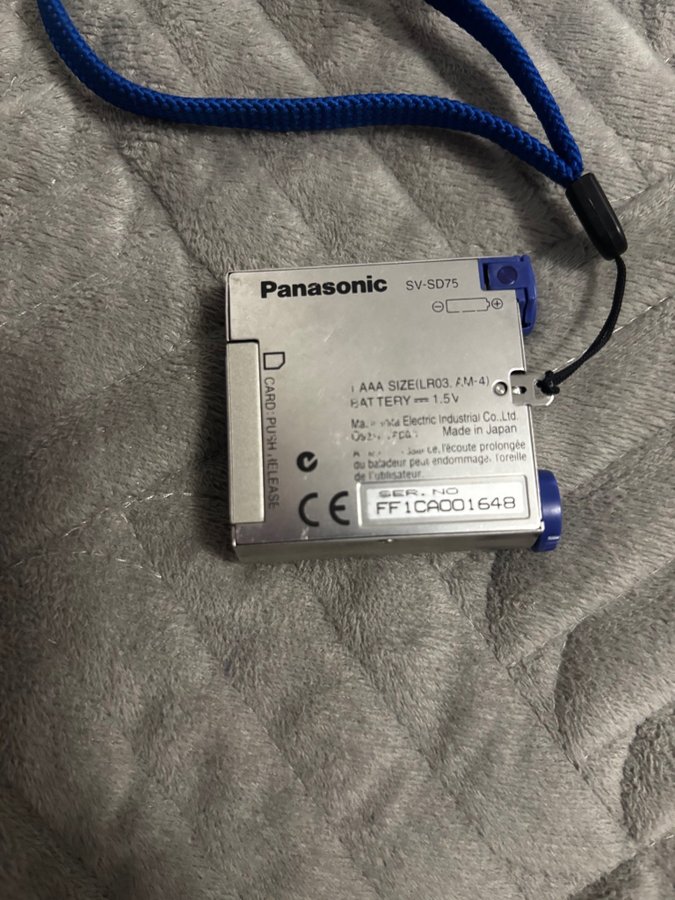 Panasonic SV-SD75
⊖ ⊕
AAA SIZE(LR03, AM-4)
BATTERY 1.5V
Electric Industrial Co.,Ltd.
Made in Japan
l'écoute prolongée
du baladeur peut endommager l'oreille
de l'utilisateur
CARD:PUSH RELEASE
CE
SER.NO
FF1CA001648